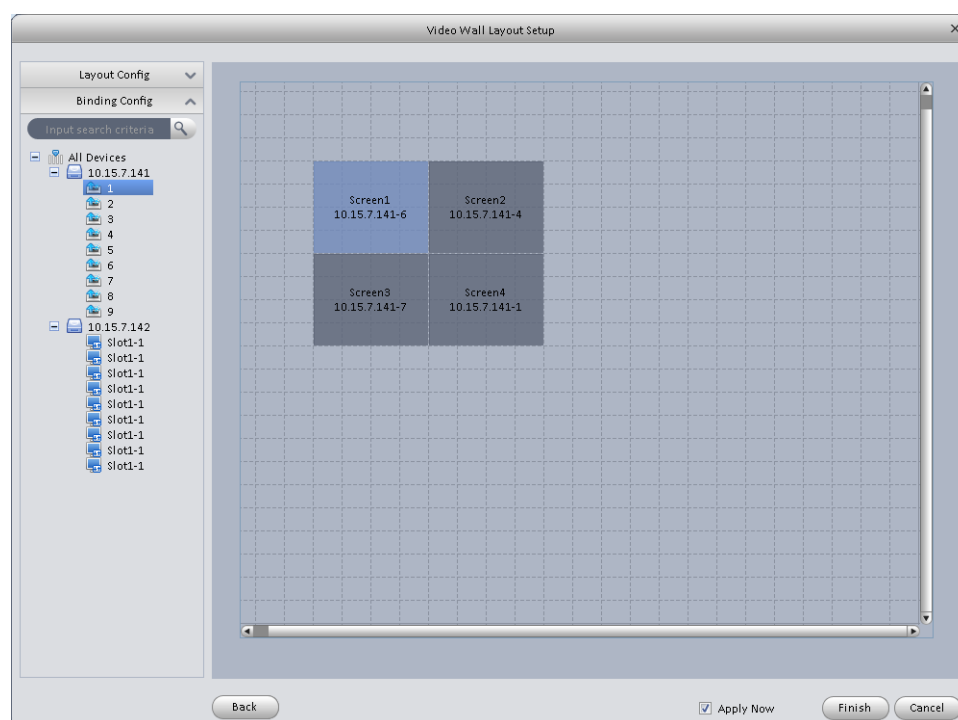 Video Wall Layout Setup
Layout Config
Binding Config
Input search criteria
All Devices
10.15.7.141
1
2
3
4
5
6
7
8
9
10.15.7.142
Slot1-1
Slot1-1
Slot1-1
Slot1-1
Slot1-1
Slot1-1
Slot1-1
Slot1-1
Slot1-1
Screen1
10.15.7.141-6
Screen2
10.15.7.141-4
Screen3
10.15.7.141-7
Screen4
10.15.7.141-1
Back
Apply Now
Finish
Cancel